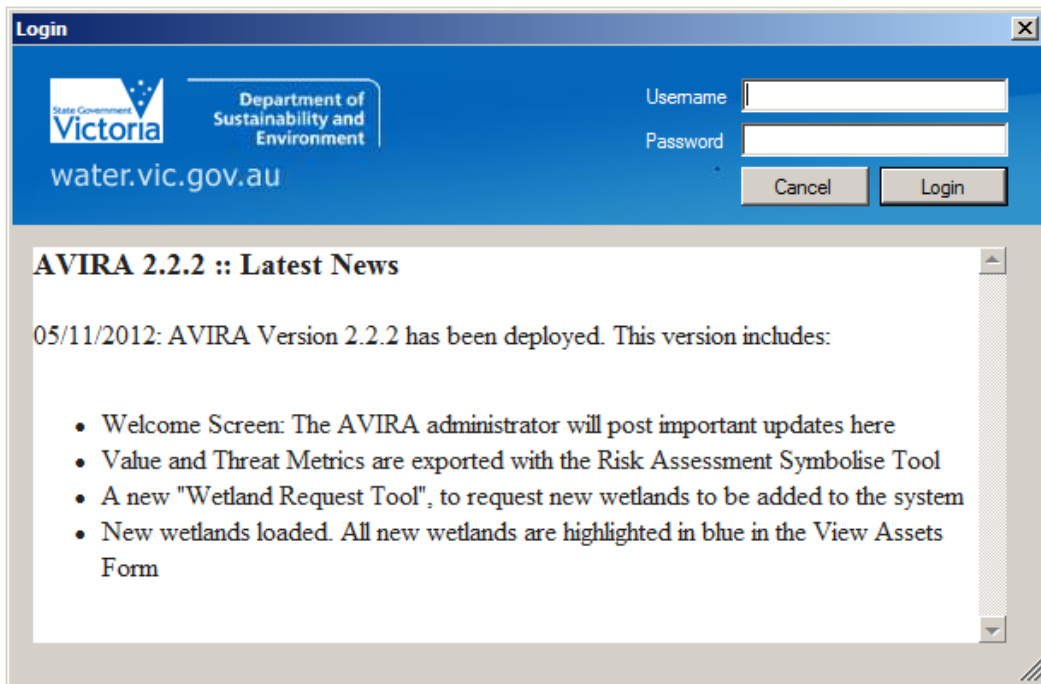 Login
State Government
Victoria
Department of
Sustainability and
Environment
water.vic.gov.au
Username
Password
Cancel
Login
AVIRA 2.2.2 :: Latest News
05/11/2012: AVIRA Version 2.2.2 has been deployed. This version includes:
• Welcome Screen: The AVIRA administrator will post important updates here
• Value and Threat Metrics are exported with the Risk Assessment Symbolise Tool
• A new "Wetland Request Tool", to request new wetlands to be added to the system
• New wetlands loaded. All new wetlands are highlighted in blue in the View Assets
Form